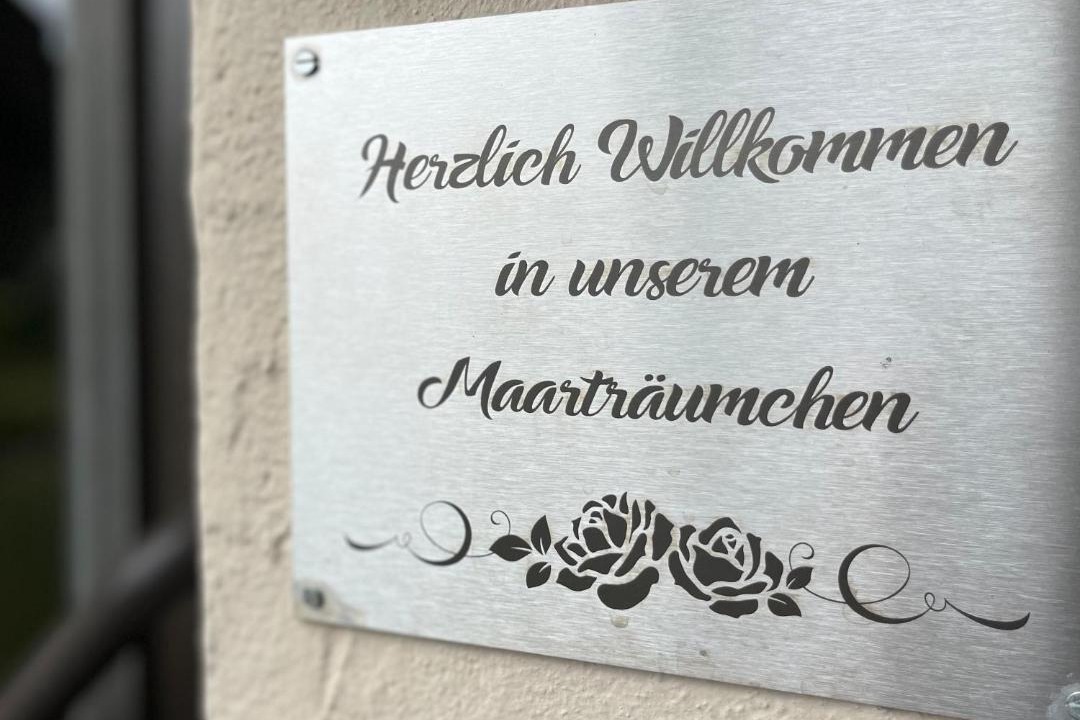 Herzlich Willkommen
in unserem
Maarträumchen